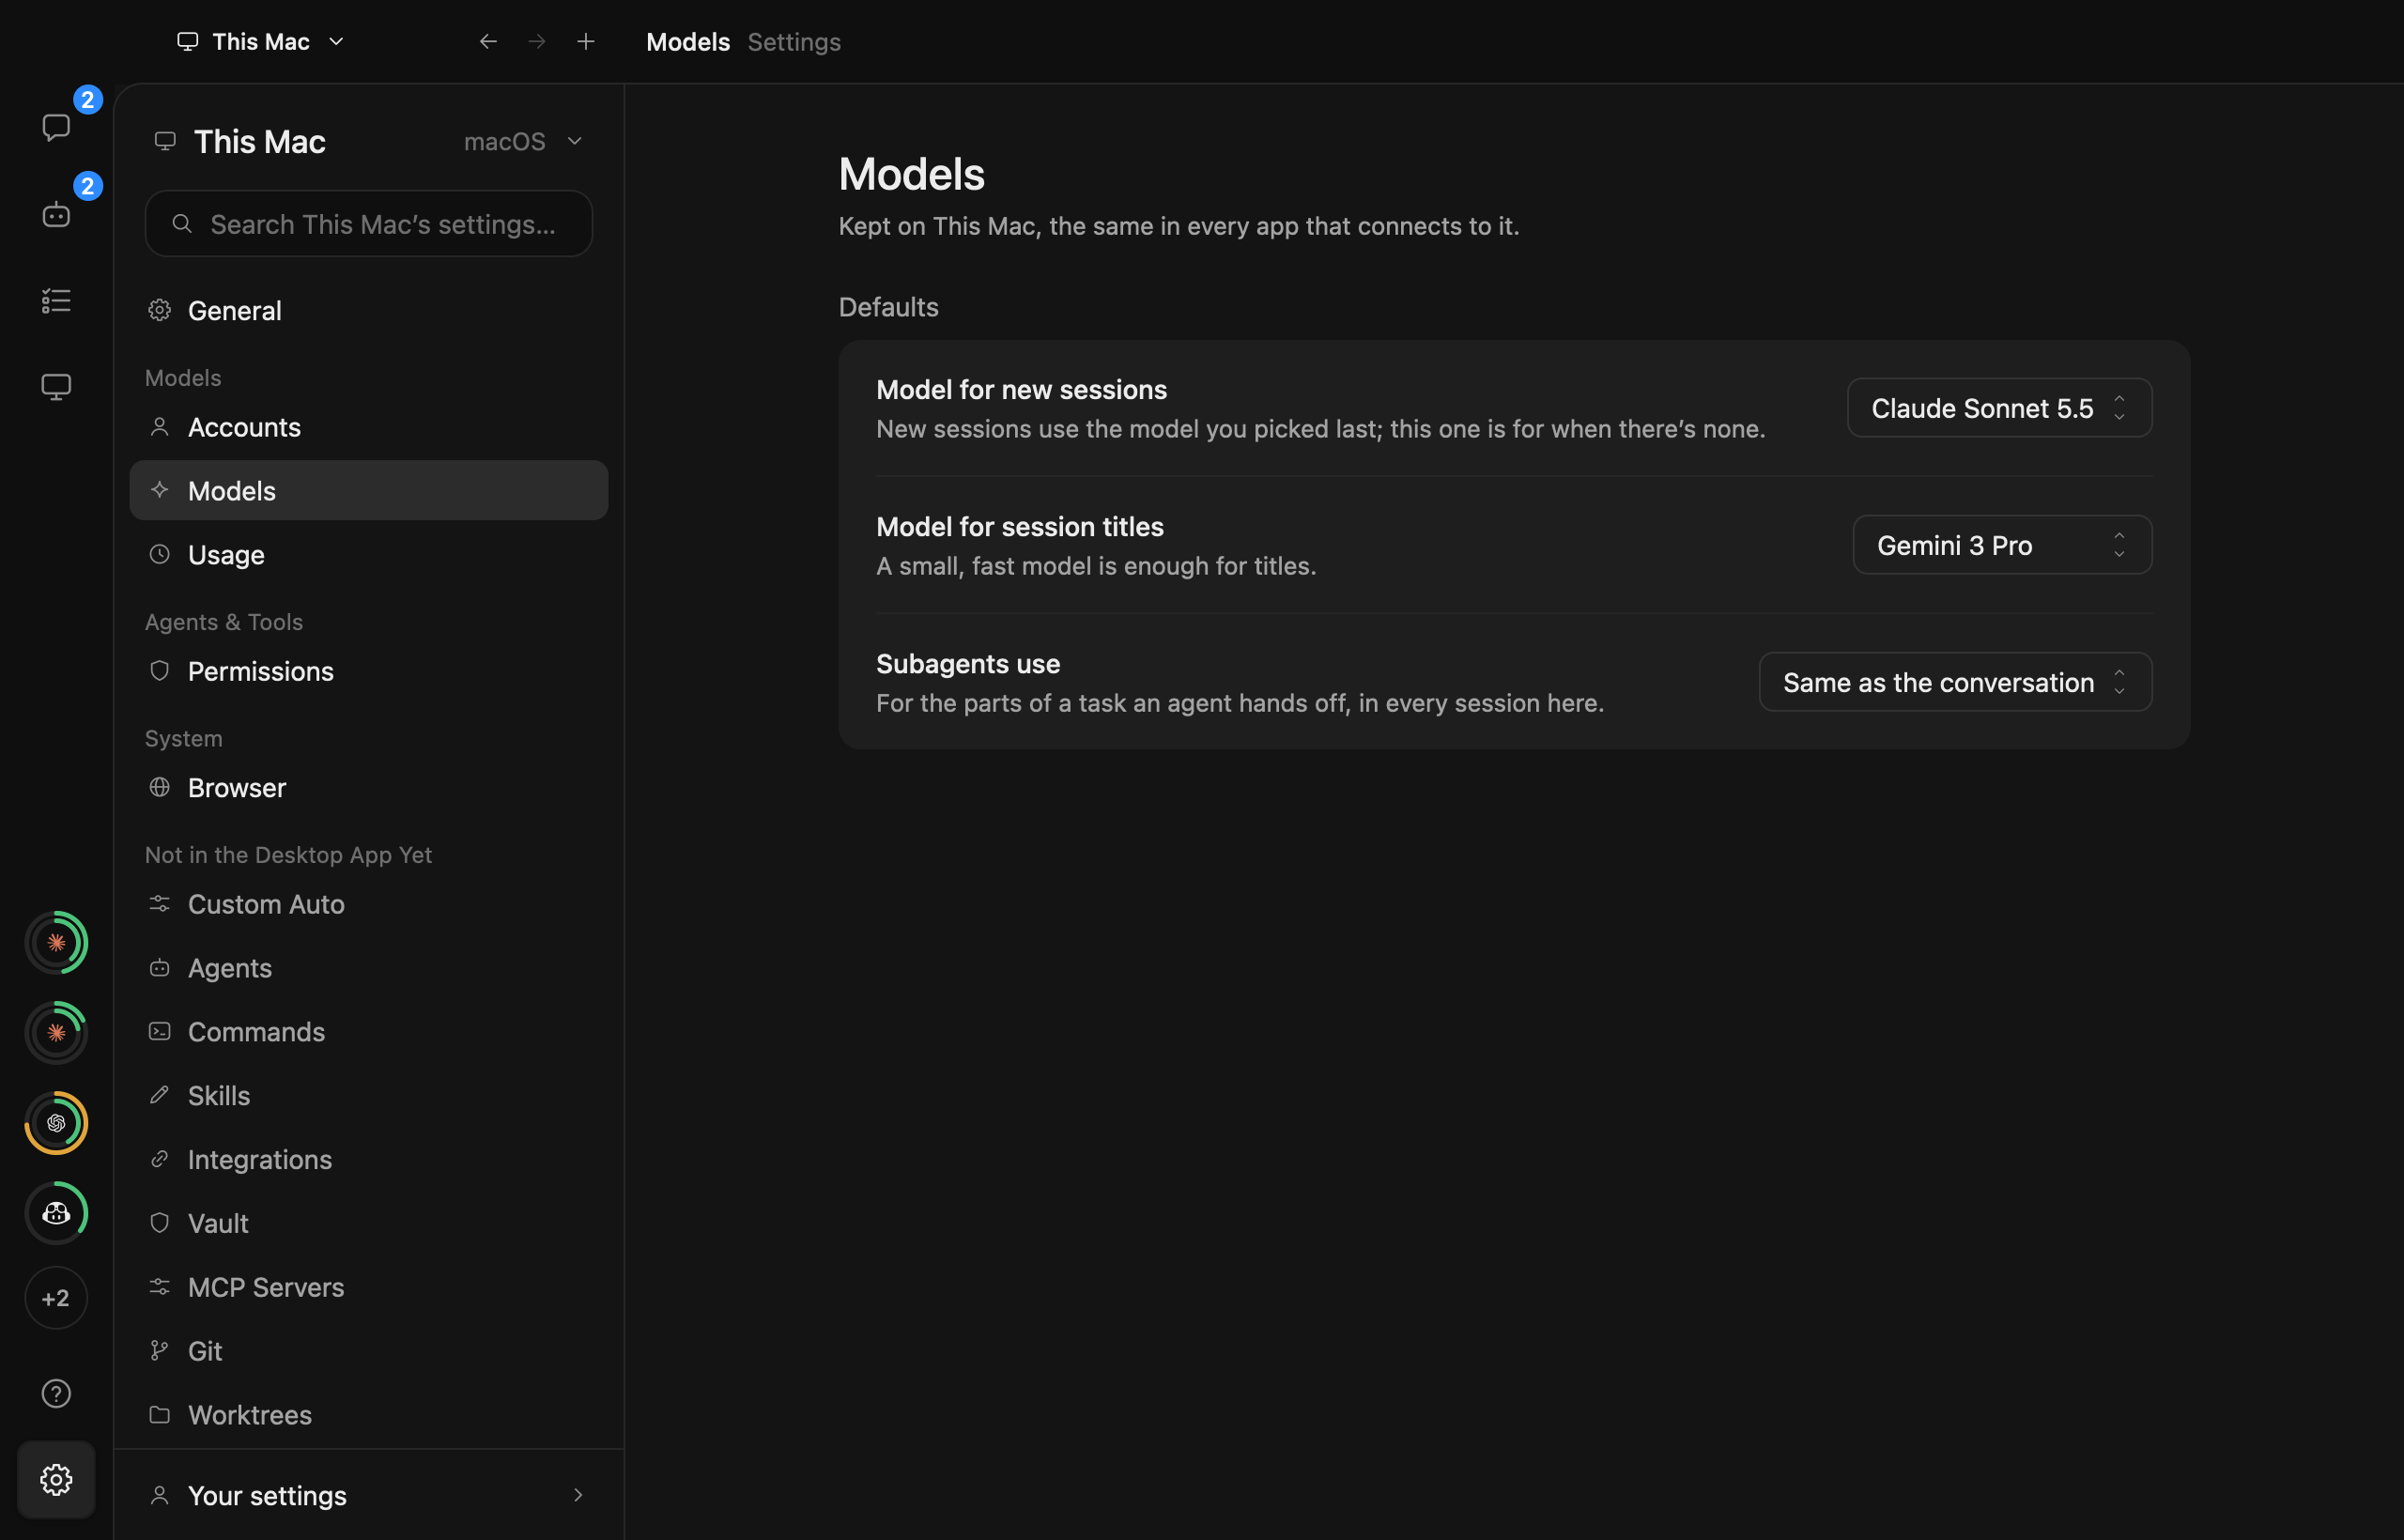 This Mac
Models Settings
2
2
This Mac macOS
Search This Mac’s settings...
General
Models
Accounts
Models
Usage
Agents & Tools
Permissions
System
Browser
Not in the Desktop App Yet
Custom Auto
Agents
Commands
Skills
Integrations
Vault
MCP Servers
Git
Worktrees
Your settings
+2
Models
Kept on This Mac, the same in every app that connects to it.
Defaults
Model for new sessions
New sessions use the model you picked last; this one is for when there’s none.
Claude Sonnet 5.5
Model for session titles
A small, fast model is enough for titles.
Gemini 3 Pro
Subagents use
For the parts of a task an agent hands off, in every session here.
Same as the conversation